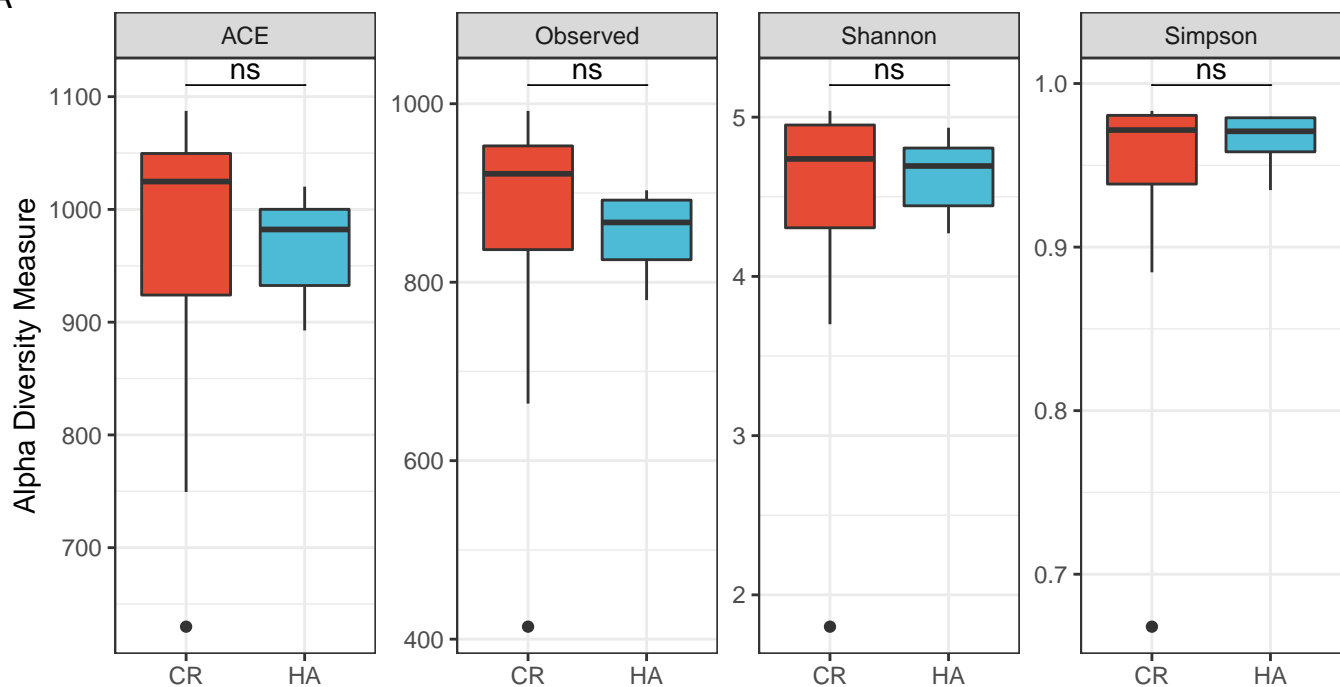 A
ACE
Observed
Shannon
Simpson
ns
ns
ns
ns
Alpha Diversity Measure
1100
1000
900
800
700
1000
800
600
400
5
4
3
2
1.0
0.9
0.8
0.7
CR HA
CR HA
CR HA
CR HA